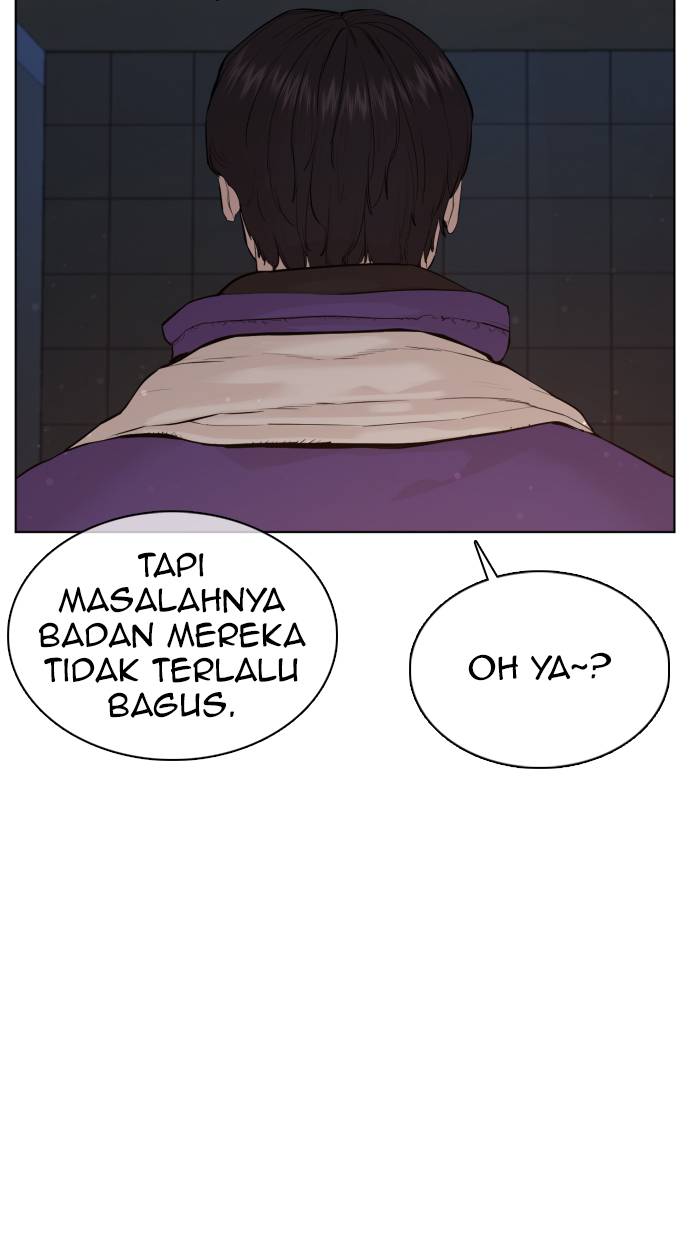 TAPI
MASALAHNYA
BADAN MEREKA
TIDAK TERLALU
BAGUS.
OH YA~?